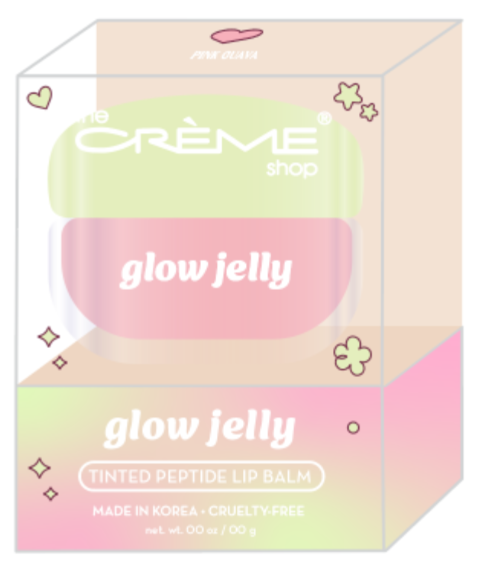 PINK GUAVA
the
CRÈME®
shop
glow jelly
glow jelly
TINTED PEPTIDE LIP BALM
MADE IN KOREA • CRUELTY-FREE
net. wt. 00 oz / 00 g